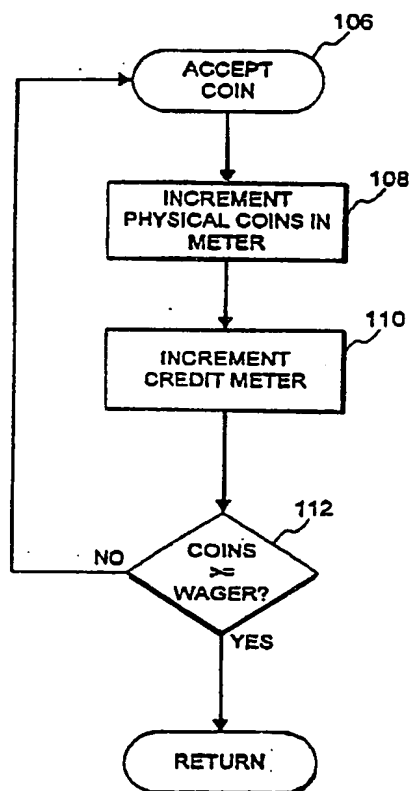 106
ACCEPT
COIN
108
INCREMENT
PHYSICAL COINS IN
METER
110
INCREMENT
CREDIT METER
112
COINS
>=
WAGER?
NO
YES
RETURN